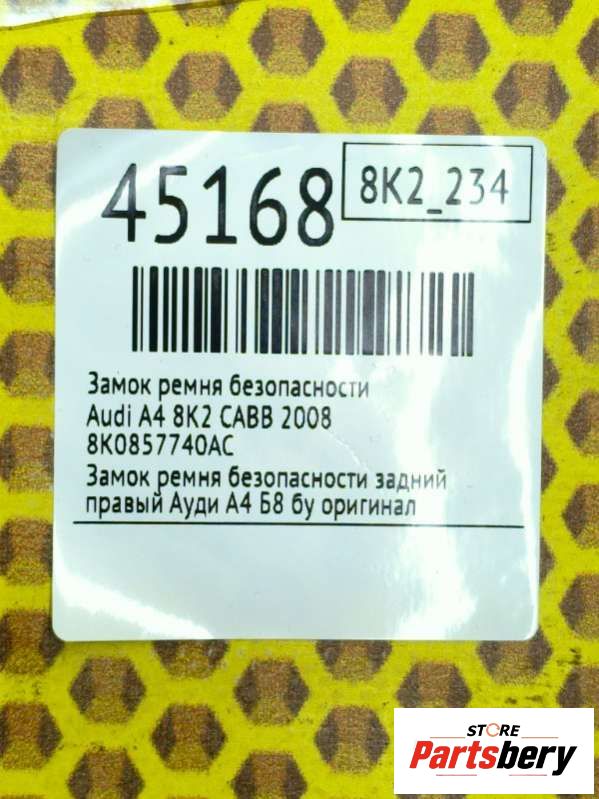 45168
8K2_234
Замок ремня безопасности
Audi A4 8K2 CABB 2008
8K0857740AC
Замок ремня безопасности задний
правый Ауди А4 Б8 бу оригинал
STORE
Partsbery